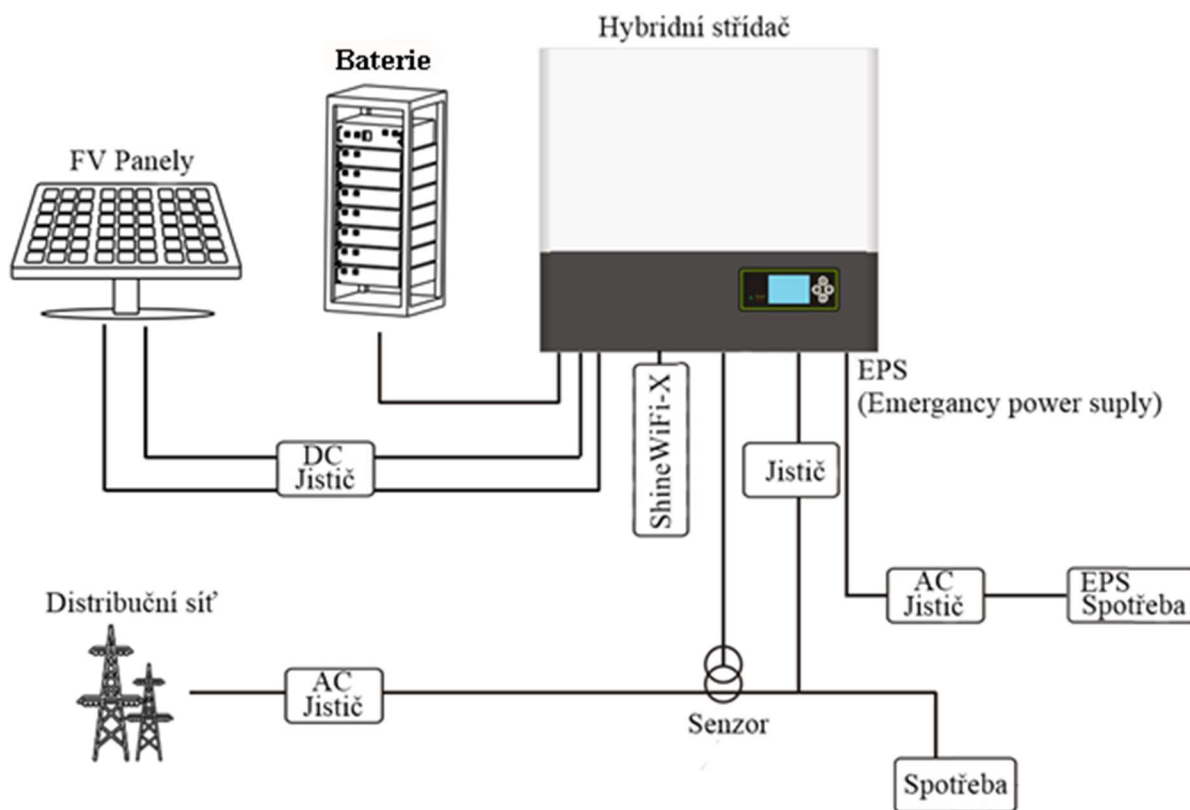 Hybridní střídač
Baterie
FV Panely
EPS
(Emergancy power suply)
DC
Jistič
ShineWiFi-X
Jistič
AC
Jistič
EPS
Spotřeba
Distribuční síť
AC
Jistič
Senzor
Spotřeba